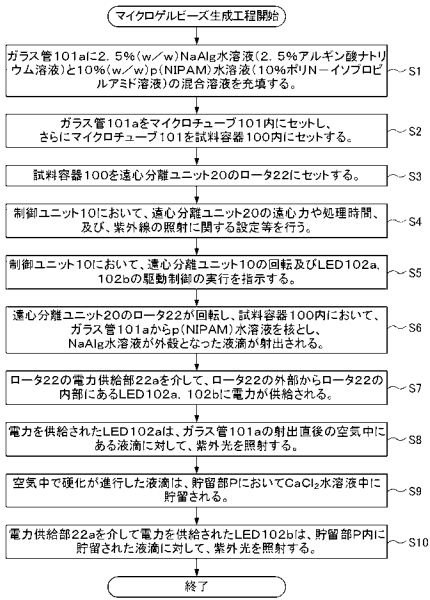 マイクロゲルビーズ生成工程開始
ガラス管101aに2. 5%(w/w)NaAlg水溶液(2. 5%アルギン酸ナトリ
ウム溶液)と10%(w/w)p(NIPAM)水溶液(10%ポリN－イソプロピ
ルアミド溶液)の混合溶液を充填する。
S1
ガラス管101aをマイクロチューブ101内にセットし、
さらにマイクロチューブ101を試料容器100内にセットする。
S2
試料容器100を遠心分離ユニット20のロータ22にセットする。
S3
制御ユニット10において、遠心分離ユニット20の遠心力や処理時間、
及び、紫外線の照射に関する設定等を行う。
S4
制御ユニット10において、遠心分離ユニット10の回転及びLED102a,
102bの駆動制御の実行を指示する。
S5
遠心分離ユニット20のロータ22が回転し、試料容器100内において、
ガラス管101aからp(NIPAM)水溶液を核とし、
NaAlg水溶液が外殻となった液滴が射出される。
S6
ロータ22の電力供給部22aを介して、ロータ22の外部からロータ22の
内部にあるLED102a, 102bに電力が供給される。
S7
電力を供給されたLED102aは、ガラス管101aの射出直後の空気中に
ある液滴に対して、紫外光を照射する。
S8
空気中で硬化が進行した液滴は、貯留部PにおいてCaCl₂水溶液中に
貯留される。
S9
電力供給部22aを介して電力を供給されたLED102bは、貯留部P内に
貯留された液滴に対して、紫外光を照射する。
S10
終了